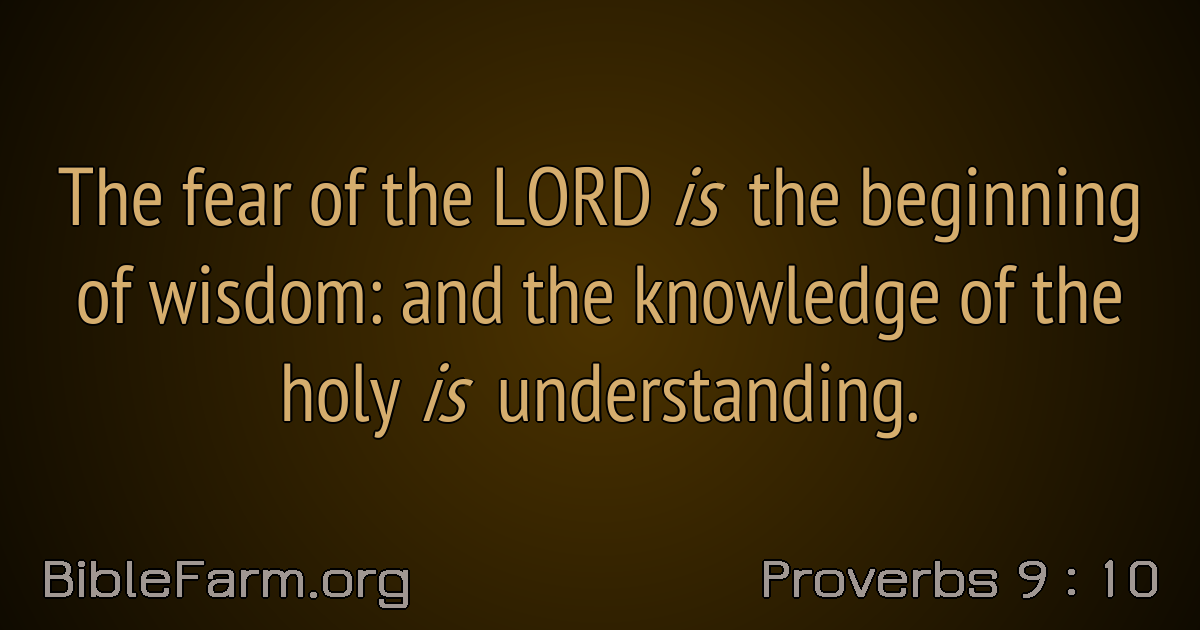 The fear of the LORD is the beginning
of wisdom: and the knowledge of the
holy is understanding.
BibleFarm.org
Proverbs 9 : 10